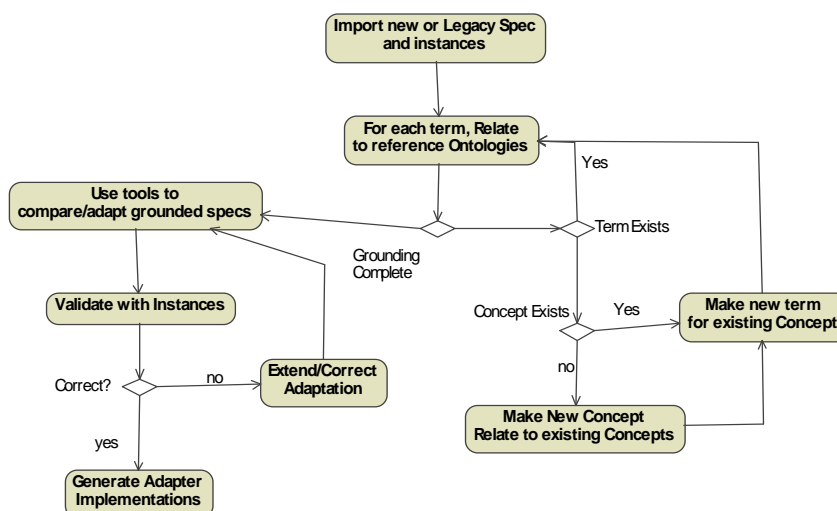 Import new or Legacy Spec
and instances
For each term, Relate
to reference Ontologies
Yes
Use tools to
compare/adapt grounded specs
Term Exists
Grounding
Complete
Validate with Instances
Concept Exists
Yes
Make new term
for existing Concept
Correct?
no
Extend/Correct
Adaptation
no
Make New Concept
Relate to existing Concepts
yes
Generate Adapter
Implementations